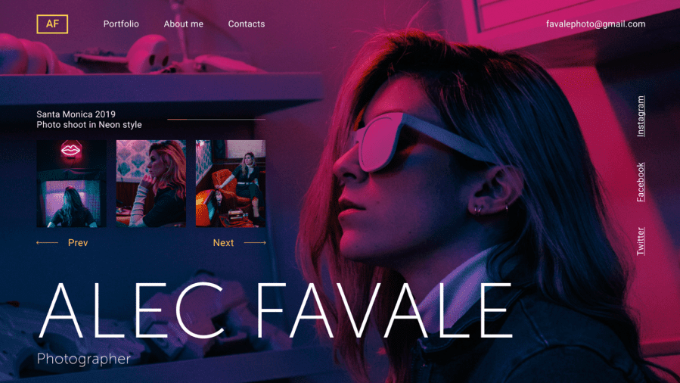 AF
Portfolio
About me
Contacts
favalephoto@gmail.com
Santa Monica 2019
Photo shoot in Neon style
Prev
Next
Instagram
Facebook
Twitter
ALEC FAVALE
Photographer